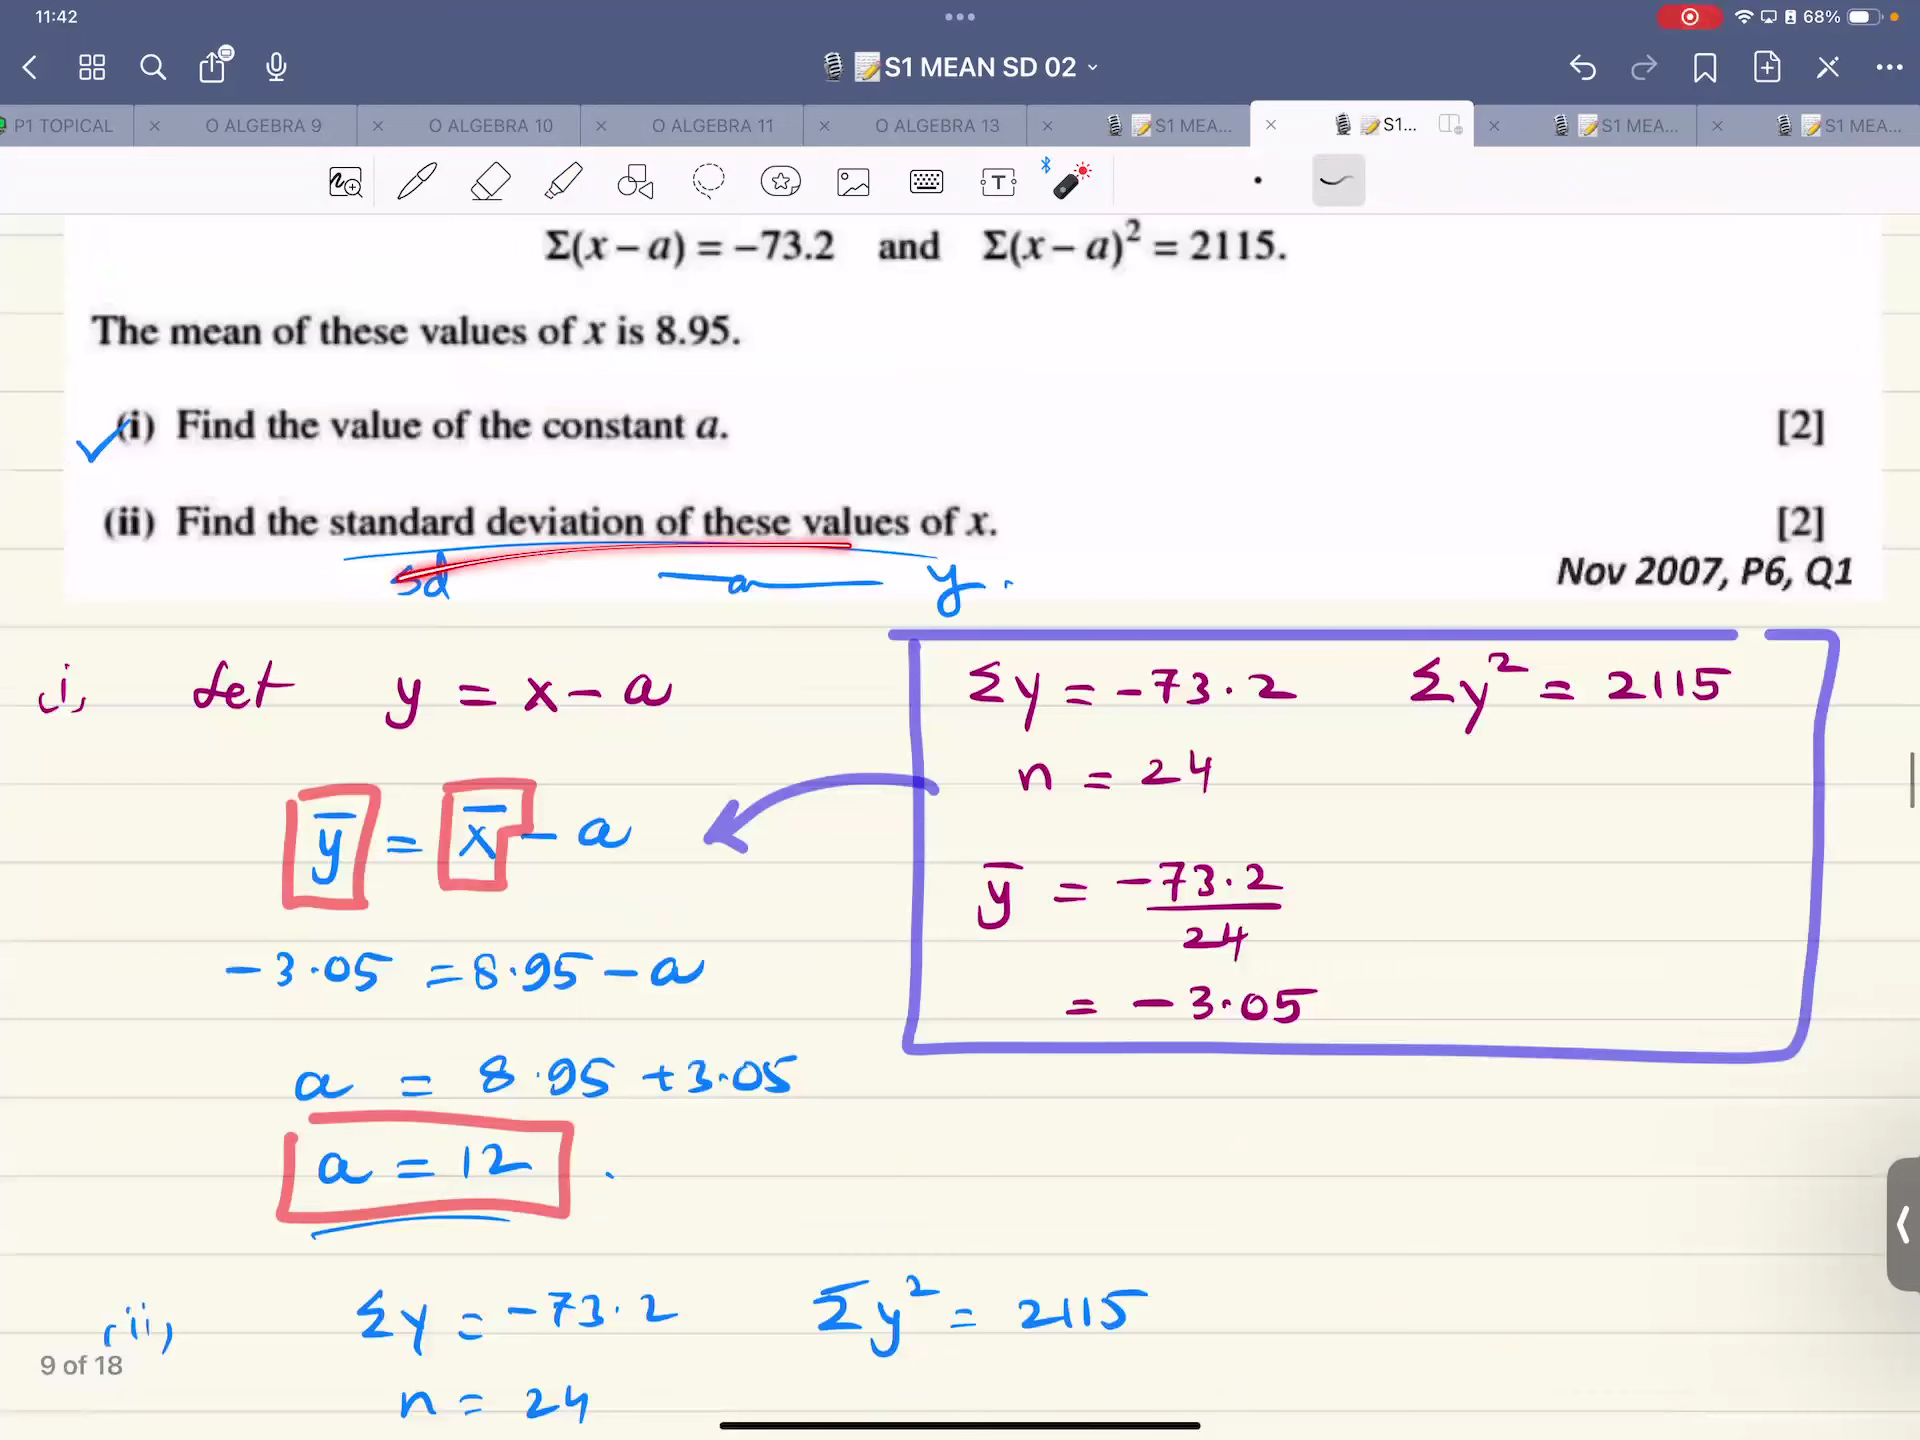 11:42
68%
S1 MEAN SD 02
P1 TOPICAL
O ALGEBRA 9
O ALGEBRA 10
O ALGEBRA 11
O ALGEBRA 13
S1 MEA...
S1...
S1 MEA...
S1 MEA...
Σ(x − a) = −73.2 and Σ(x − a)² = 2115.
The mean of these values of x is 8.95.
(i) Find the value of the constant a. [2]
(ii) Find the standard deviation of these values of x. [2]
sd a y.
Nov 2007, P6, Q1
(i) Let y = x − a
Σy = −73.2 Σy² = 2115
n = 24
y̅ = x̅ − a
y̅ = −73.2/24
−3.05 = 8.95 − a
= −3.05
a = 8.95 + 3.05
a = 12.
(ii) Σy = −73.2 Σy² = 2115
9 of 18
n = 24